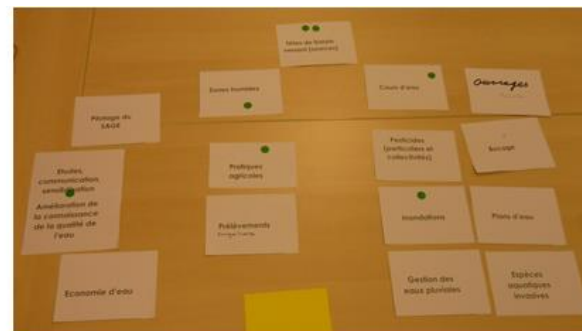 Têtes de bassin
versant (sources)
Zones humides
Cours d'eau
Ouvrages
Pilotage du
SAGE
Pesticides
(particuliers et
collectivités)
Bocage
Etudes,
communication,
sensibilisation
Amélioration de
la connaissance
de la qualité de
l'eau
Pratiques
agricoles
Prélèvements
Inondations
Plans d'eau
Economie d'eau
Gestion des
eaux pluviales
Espèces
aquatiques
invasives